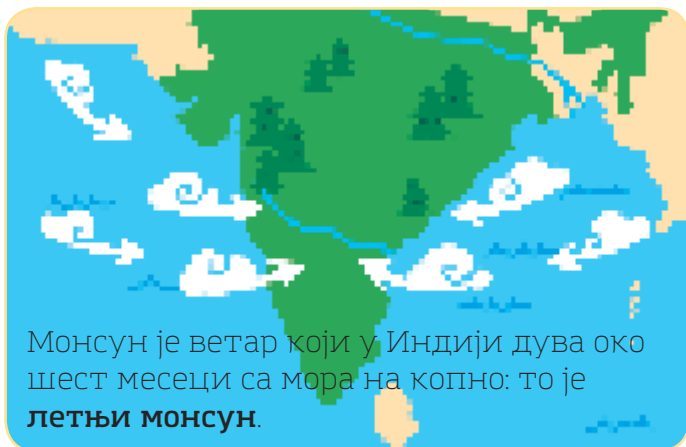 Монсун је ветар који у Индији дува око
шест месеци са мора на копно: то је
летњи монсун.